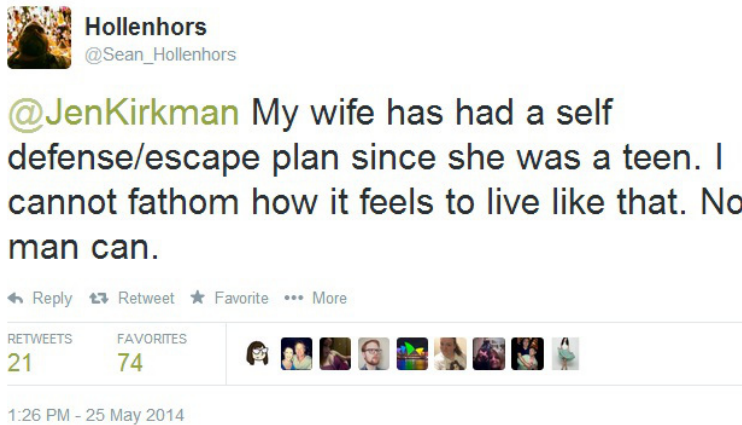 Hollenhors
@Sean_Hollenhors
@JenKirkman My wife has had a self
defense/escape plan since she was a teen. I
cannot fathom how it feels to live like that. No
man can.
Reply Retweet Favorite More
RETWEETS FAVORITES
21 74
1:26 PM - 25 May 2014